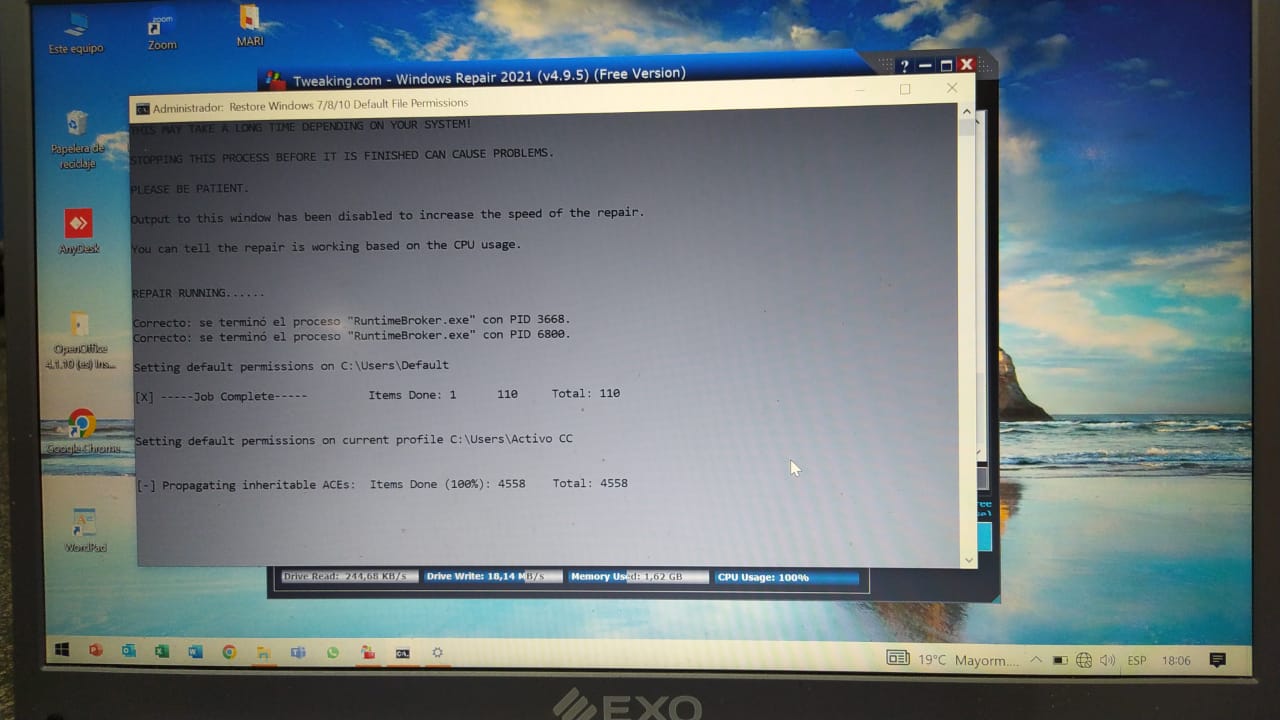 Este equipo
Zoom
MARI
Papelera de
reciclaje
AnyDesk
OpenOffice
4.1.10 (es) Ins...
Google Chrome
WordPad
Tweaking.com - Windows Repair 2021 (v4.9.5) (Free Version)
Administrador: Restore Windows 7/8/10 Default File Permissions
THIS MAY TAKE A LONG TIME DEPENDING ON YOUR SYSTEM!
STOPPING THIS PROCESS BEFORE IT IS FINISHED CAN CAUSE PROBLEMS.
PLEASE BE PATIENT.
Output to this window has been disabled to increase the speed of the repair.
You can tell the repair is working based on the CPU usage.
REPAIR RUNNING......
Correcto: se terminó el proceso "RuntimeBroker.exe" con PID 3668.
Correcto: se terminó el proceso "RuntimeBroker.exe" con PID 6800.
Setting default permissions on C:\Users\Default
[X] -----Job Complete----- Items Done: 1 110 Total: 110
Setting default permissions on current profile C:\Users\Activo CC
[-] Propagating inheritable ACEs: Items Done (100%): 4558 Total: 4558
Drive Read: 244,68 KB/s Drive Write: 18,14 MB/s Memory Used: 1,62 GB CPU Usage: 100%
19°C Mayorm.... ESP 18:06
EXO